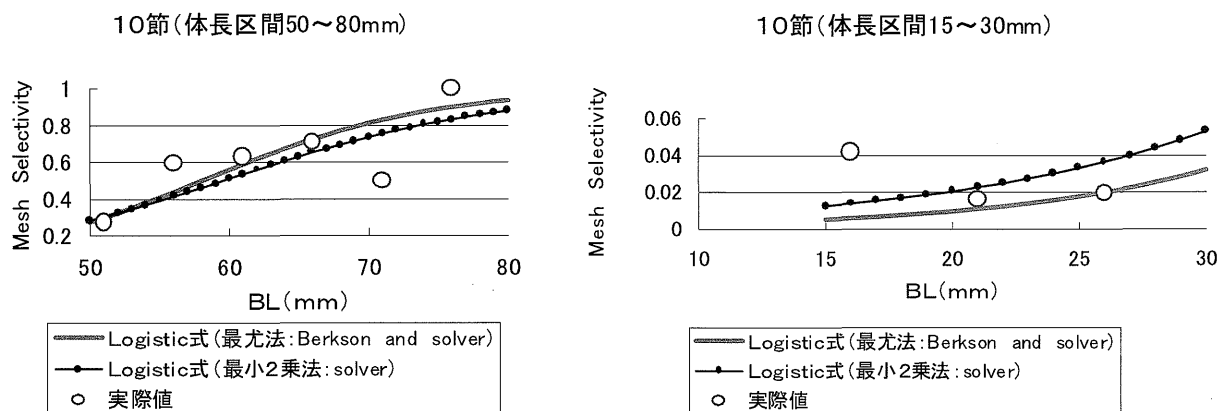 10節(体長区間50~80mm)
Mesh Selectivity
1
0.8
0.6
0.4
0.2
50 60 70 80
BL(mm)
Logistic式(最尤法:Berkson and solver)
Logistic式(最小2乗法:solver)
実際値
10節(体長区間15~30mm)
Mesh Selectivity
0.06
0.04
0.02
0
10 15 20 25 30
BL(mm)
Logistic式(最尤法:Berkson and solver)
Logistic式(最小2乗法:solver)
実際値